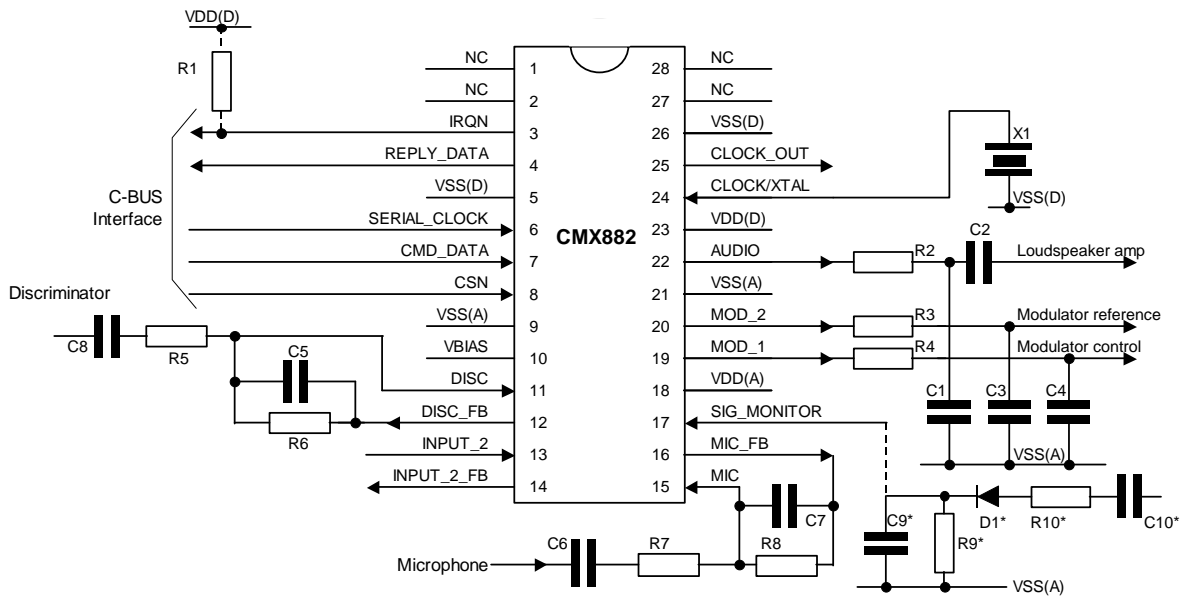 VDD(D)
R1
NC
1
28
NC
NC
2
27
NC
IRQN
3
26
VSS(D)
REPLY_DATA
4
25
CLOCK_OUT
X1
VSS(D)
5
24
CLOCK/XTAL
VSS(D)
C-BUS
Interface
SERIAL_CLOCK
6
23
VDD(D)
CMX882
CMD_DATA
7
22
AUDIO
R2
C2
Loudspeaker amp
CSN
8
21
VSS(A)
Discriminator
VSS(A)
9
20
MOD_2
R3
Modulator reference
C8
R5
C5
VBIAS
10
19
MOD_1
R4
Modulator control
DISC
11
18
VDD(A)
C1
C3
C4
R6
DISC_FB
12
17
SIG_MONITOR
INPUT_2
13
16
MIC_FB
VSS(A)
INPUT_2_FB
14
15
MIC
C7
C9*
D1*
R10*
C10*
C6
R7
R8
R9*
Microphone
VSS(A)